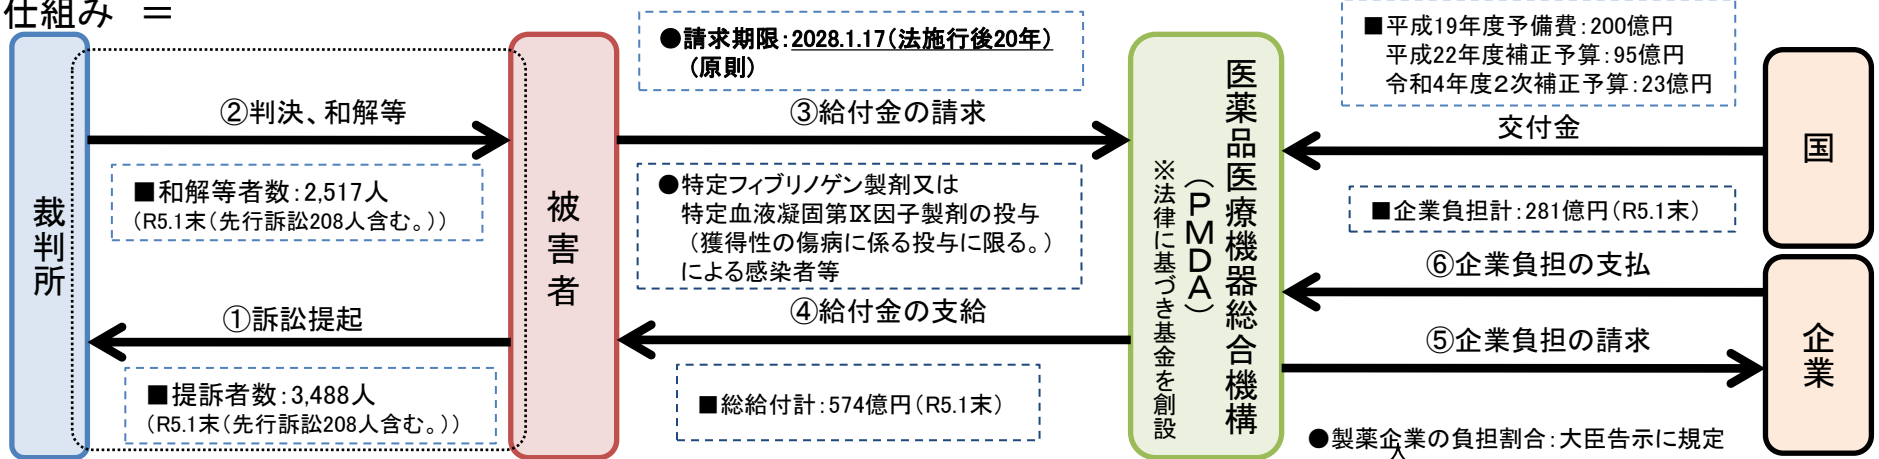 仕組み ＝
裁判所
②判決、和解等
■和解等者数：2,517人
（R5.1末（先行訴訟208人含む。））
①訴訟提起
■提訴者数：3,488人
（R5.1末（先行訴訟208人含む。））
被害者
●請求期限：2028.1.17（法施行後20年）
（原則）
③給付金の請求
●特定フィブリノゲン製剤又は
特定血液凝固第Ⅸ因子製剤の投与
（獲得性の傷病に係る投与に限る。）
による感染者等
④給付金の支給
■総給付計：574億円（R5.1末）
医薬品医療機器総合機構
（ＰＭＤＡ）
※法律に基づき基金を創設
■平成19年度予備費：200億円
平成22年度補正予算：95億円
令和4年度２次補正予算：23億円
交付金
国
■企業負担計：281億円（R5.1末）
⑥企業負担の支払
⑤企業負担の請求
企業
●製薬企業の負担割合：大臣告示に規定